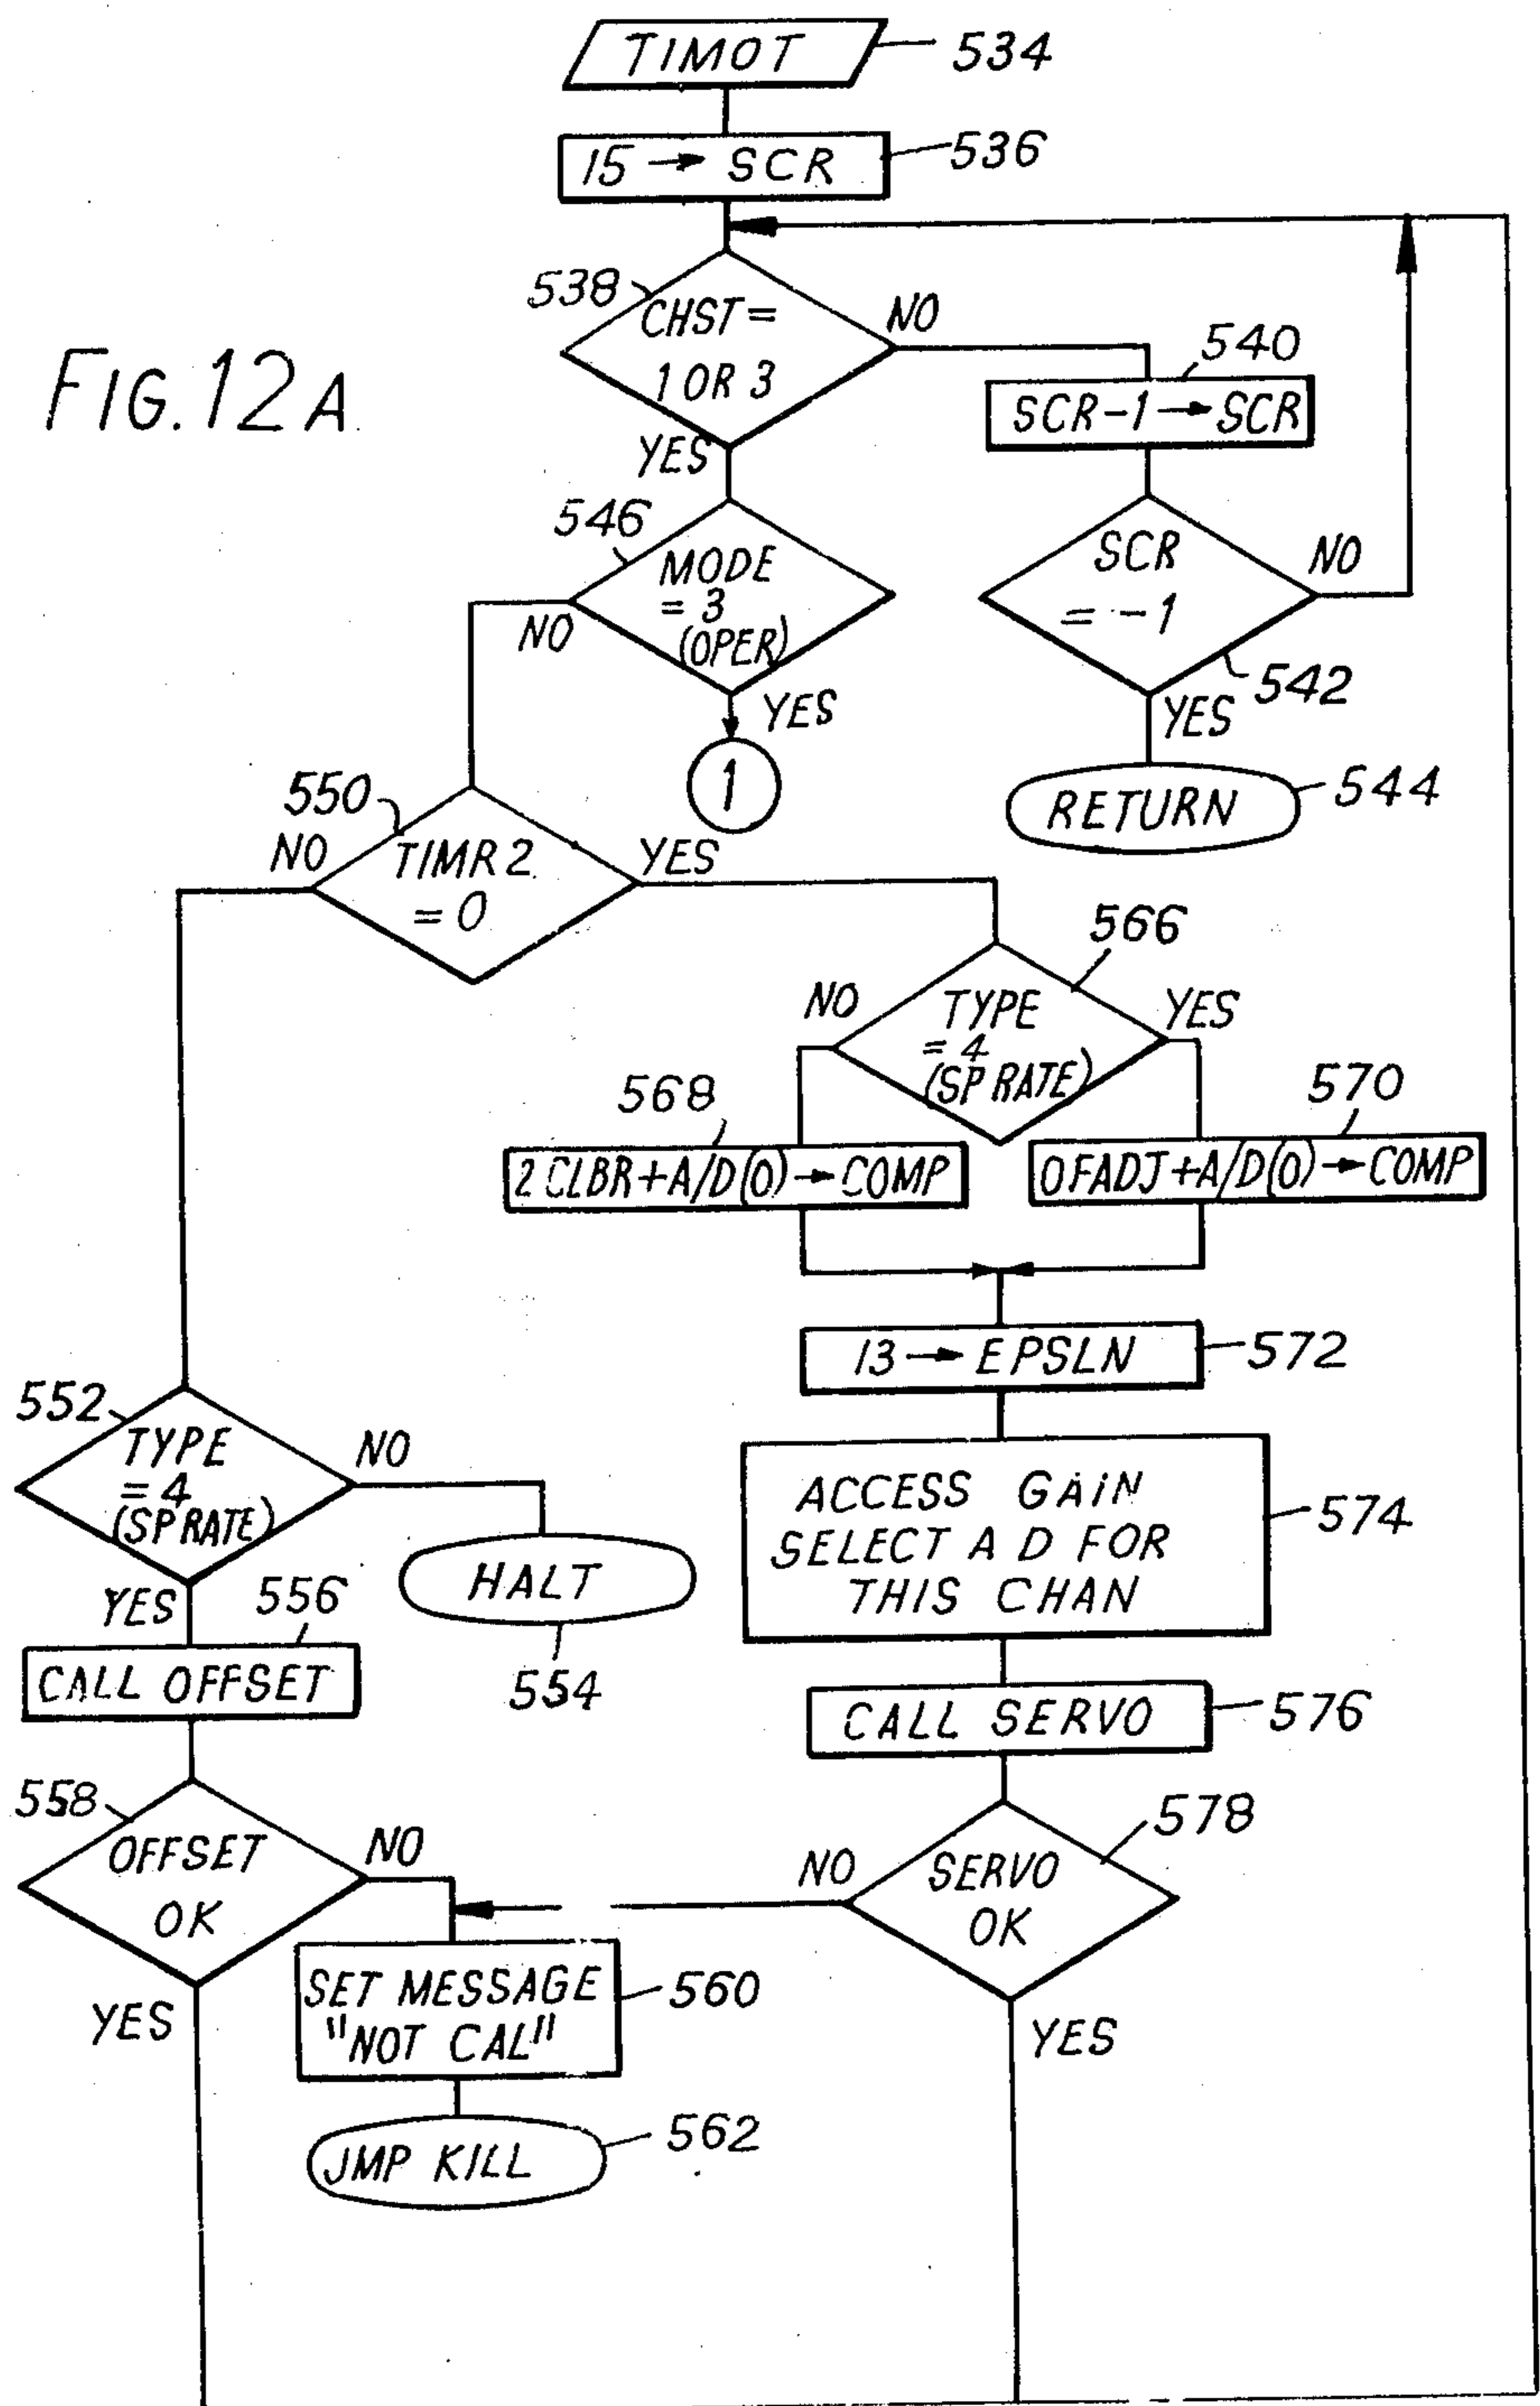 TIMOT
534
15 → SCR
536
538
CHST =
1 OR 3
NO
YES
FIG. 12A
540
SCR-1 → SCR
546
MODE
= 3
(OPER)
NO
YES
SCR
= -1
NO
542
YES
1
RETURN
544
550
TIMR 2
= 0
NO
YES
566
TYPE
= 4
(SP RATE)
NO
YES
568
2 CLBR+A/D(0) → COMP
570
OFADJ+A/D(0) → COMP
13 → EPSLN
572
552
TYPE
= 4
(SP RATE)
NO
YES
HALT
554
ACCESS GAIN
SELECT A D FOR
THIS CHAN
574
556
CALL OFFSET
CALL SERVO
576
558
OFFSET
OK
NO
YES
578
SERVO
OK
NO
YES
SET MESSAGE
"NOT CAL"
560
JMP KILL
562